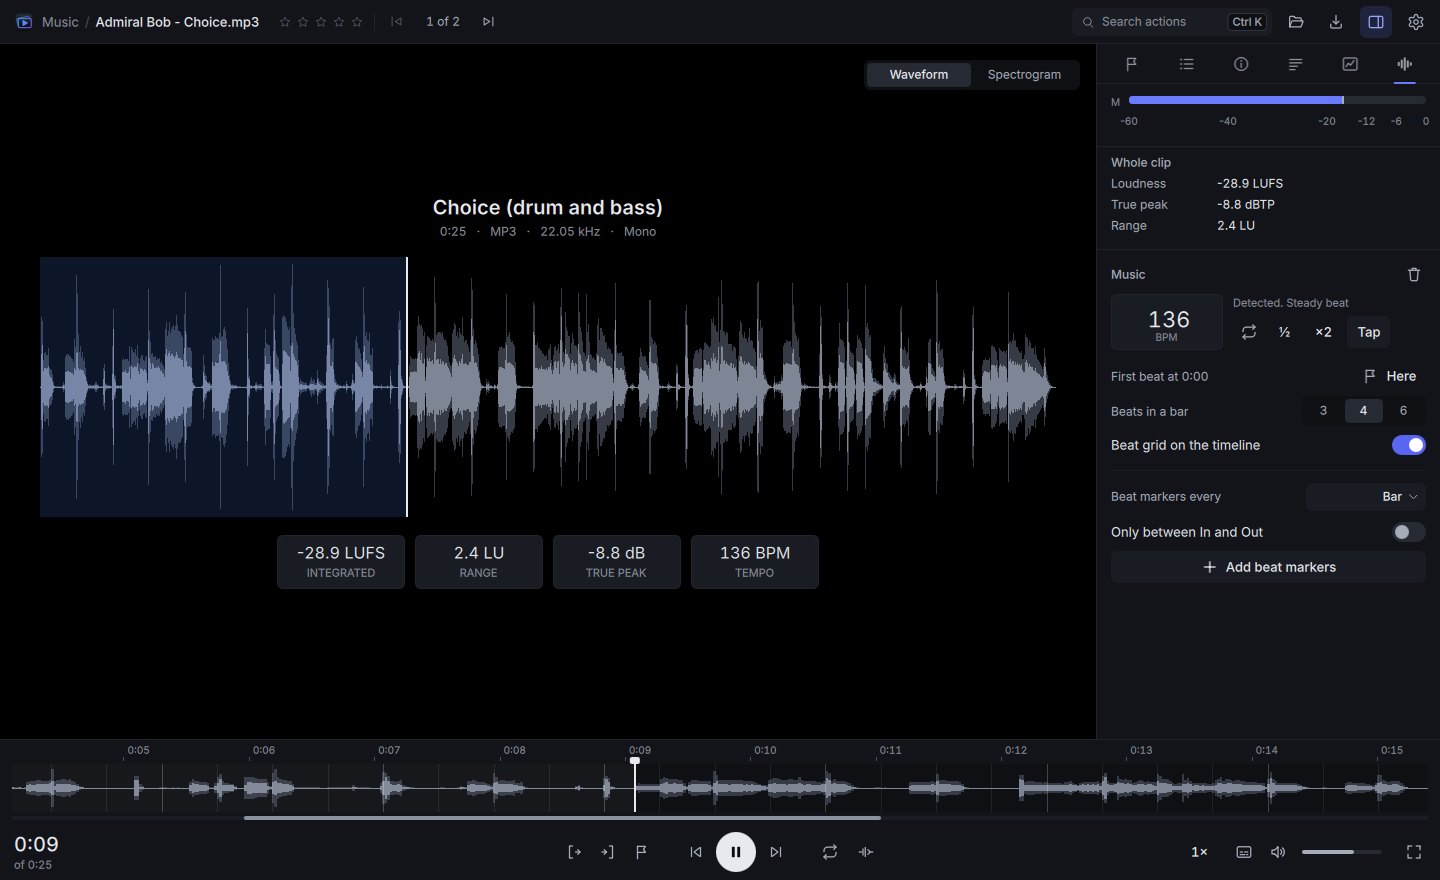 Music / Admiral Bob - Choice.mp3
1 of 2
Search actions
Ctrl K
Waveform
Spectrogram
M
-60 -40 -20 -12 -6 0
Whole clip
Loudness -28.9 LUFS
True peak -8.8 dBTP
Range 2.4 LU
Choice (drum and bass)
0:25 · MP3 · 22.05 kHz · Mono
Music
136
BPM
Detected. Steady beat
½ ×2 Tap
First beat at 0:00
Here
Beats in a bar
3 4 6
Beat grid on the timeline
Beat markers every
Bar
Only between In and Out
Add beat markers
-28.9 LUFS
INTEGRATED
2.4 LU
RANGE
-8.8 dB
TRUE PEAK
136 BPM
TEMPO
0:05 0:06 0:07 0:08 0:09 0:10 0:11 0:12 0:13 0:14 0:15
0:09
of 0:25
1×